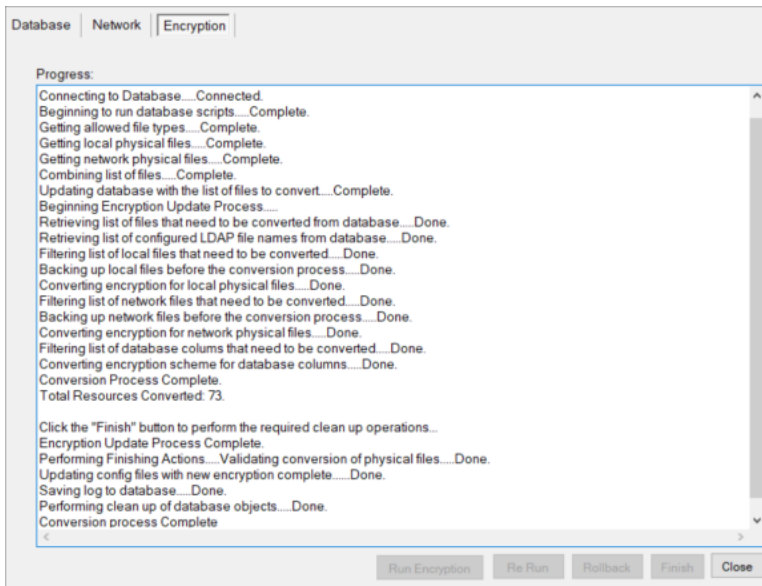 Database Network Encryption
Progress:
Connecting to Database.....Connected.
Beginning to run database scripts.....Complete.
Getting allowed file types.....Complete.
Getting local physical files.....Complete.
Getting network physical files.....Complete.
Combining list of files.....Complete.
Updating database with the list of files to convert.....Complete.
Beginning Encryption Update Process.....
Retrieving list of files that need to be converted from database.....Done.
Retrieving list of configured LDAP file names from database.....Done.
Filtering list of local files that need to be converted.....Done.
Backing up local files before the conversion process.....Done.
Converting encryption for local physical files.....Done.
Filtering list of network files that need to be converted.....Done.
Backing up network files before the conversion process.....Done.
Converting encryption for network physical files.....Done.
Filtering list of database colums that need to be converted.....Done.
Converting encryption scheme for database columns.....Done.
Conversion Process Complete.
Total Resources Converted: 73.
Click the "Finish" button to perform the required clean up operations...
Encryption Update Process Complete.
Performing Finishing Actions.....Validating conversion of physical files.....Done.
Updating config files with new encryption complete.....Done.
Saving log to database.....Done.
Performing clean up of database objects.....Done.
Conversion process Complete
Run Encryption Re Run Rollback Finish Close